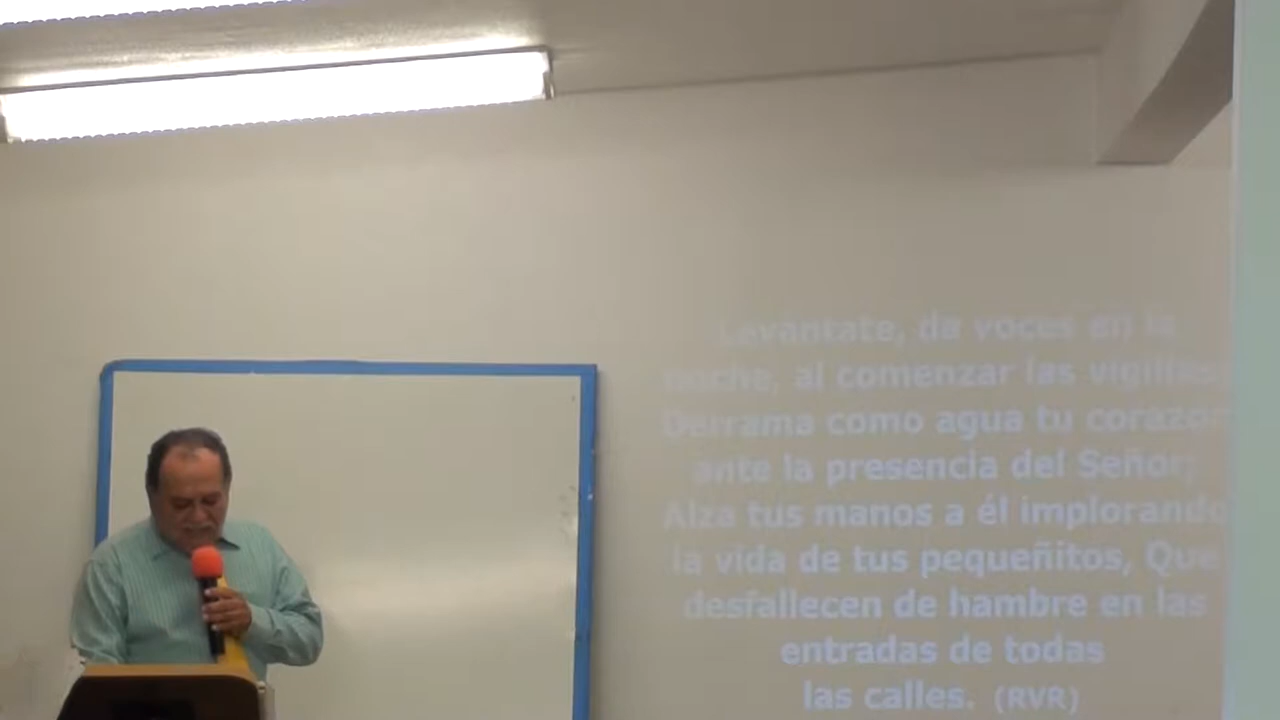 Levántate, da voces en la
noche, al comenzar las vigilias;
Derrama como agua tu corazón
ante la presencia del Señor;
Alza tus manos a él implorando
la vida de tus pequeñitos, Que
desfallecen de hambre en las
entradas de todas
las calles. (RVR)